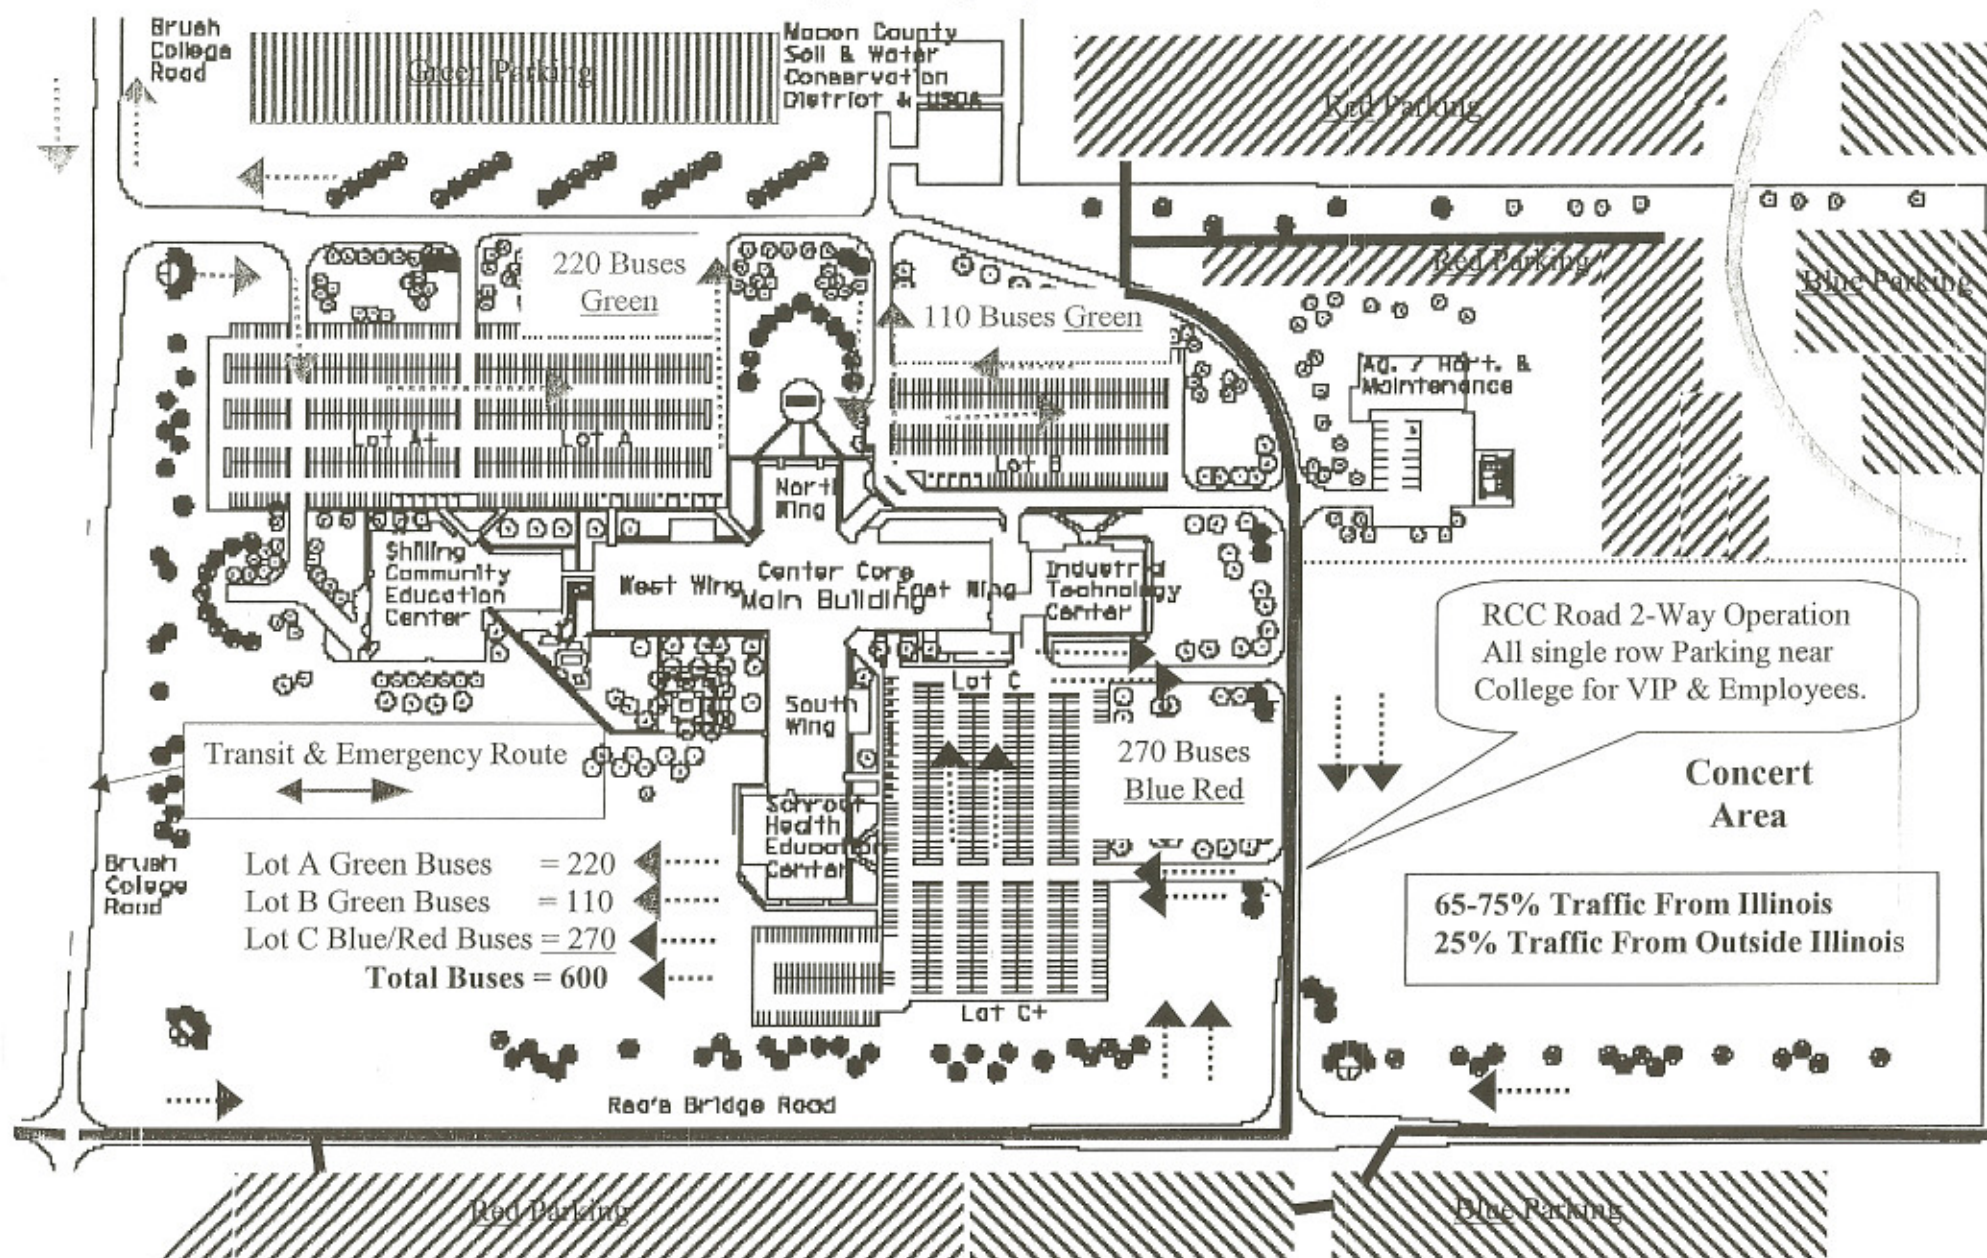 Brush
College
Road
Green Parking
Macon County
Soil & Water
Conservation
District & USDA
Red Parking
220 Buses
Green
110 Buses Green
Red Parking
Blue Parking
Ag. / Hort. &
Maintenance
Lot A+
Lot A
Lot B
North
Wing
Shilling
Community
Education
Center
West Wing
Center Core
Main Building
East Wing
Industrial
Technology
Center
RCC Road 2-Way Operation
All single row Parking near
College for VIP & Employees.
Lot C
South
Wing
Transit & Emergency Route
270 Buses
Blue Red
Concert
Area
Schrout
Health
Education
Center
Brush
College
Road
Lot A Green Buses = 220
Lot B Green Buses = 110
Lot C Blue/Red Buses = 270
Total Buses = 600
65-75% Traffic From Illinois
25% Traffic From Outside Illinois
Lot C+
Rea's Bridge Road
Red Parking
Blue Parking